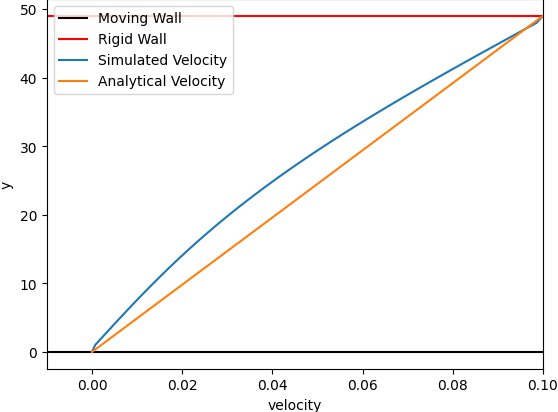 50
Moving Wall
Rigid Wall
Simulated Velocity
Analytical Velocity
40
30
y
20
10
0
0.00 0.02 0.04 0.06 0.08 0.10
velocity